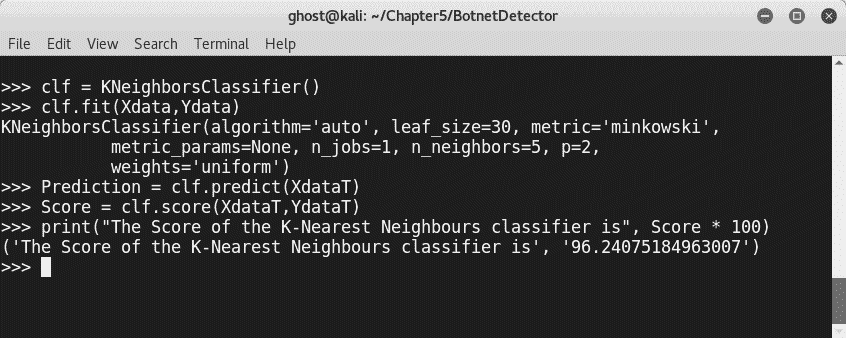 ghost@kali: ~/Chapter5/BotnetDetector
File Edit View Search Terminal Help
>>> clf = KNeighborsClassifier()
>>> clf.fit(Xdata,Ydata)
KNeighborsClassifier(algorithm='auto', leaf_size=30, metric='minkowski',
           metric_params=None, n_jobs=1, n_neighbors=5, p=2,
           weights='uniform')
>>> Prediction = clf.predict(XdataT)
>>> Score = clf.score(XdataT,YdataT)
>>> print("The Score of the K-Nearest Neighbours classifier is", Score * 100)
('The Score of the K-Nearest Neighbours classifier is', '96.24075184963007')
>>>